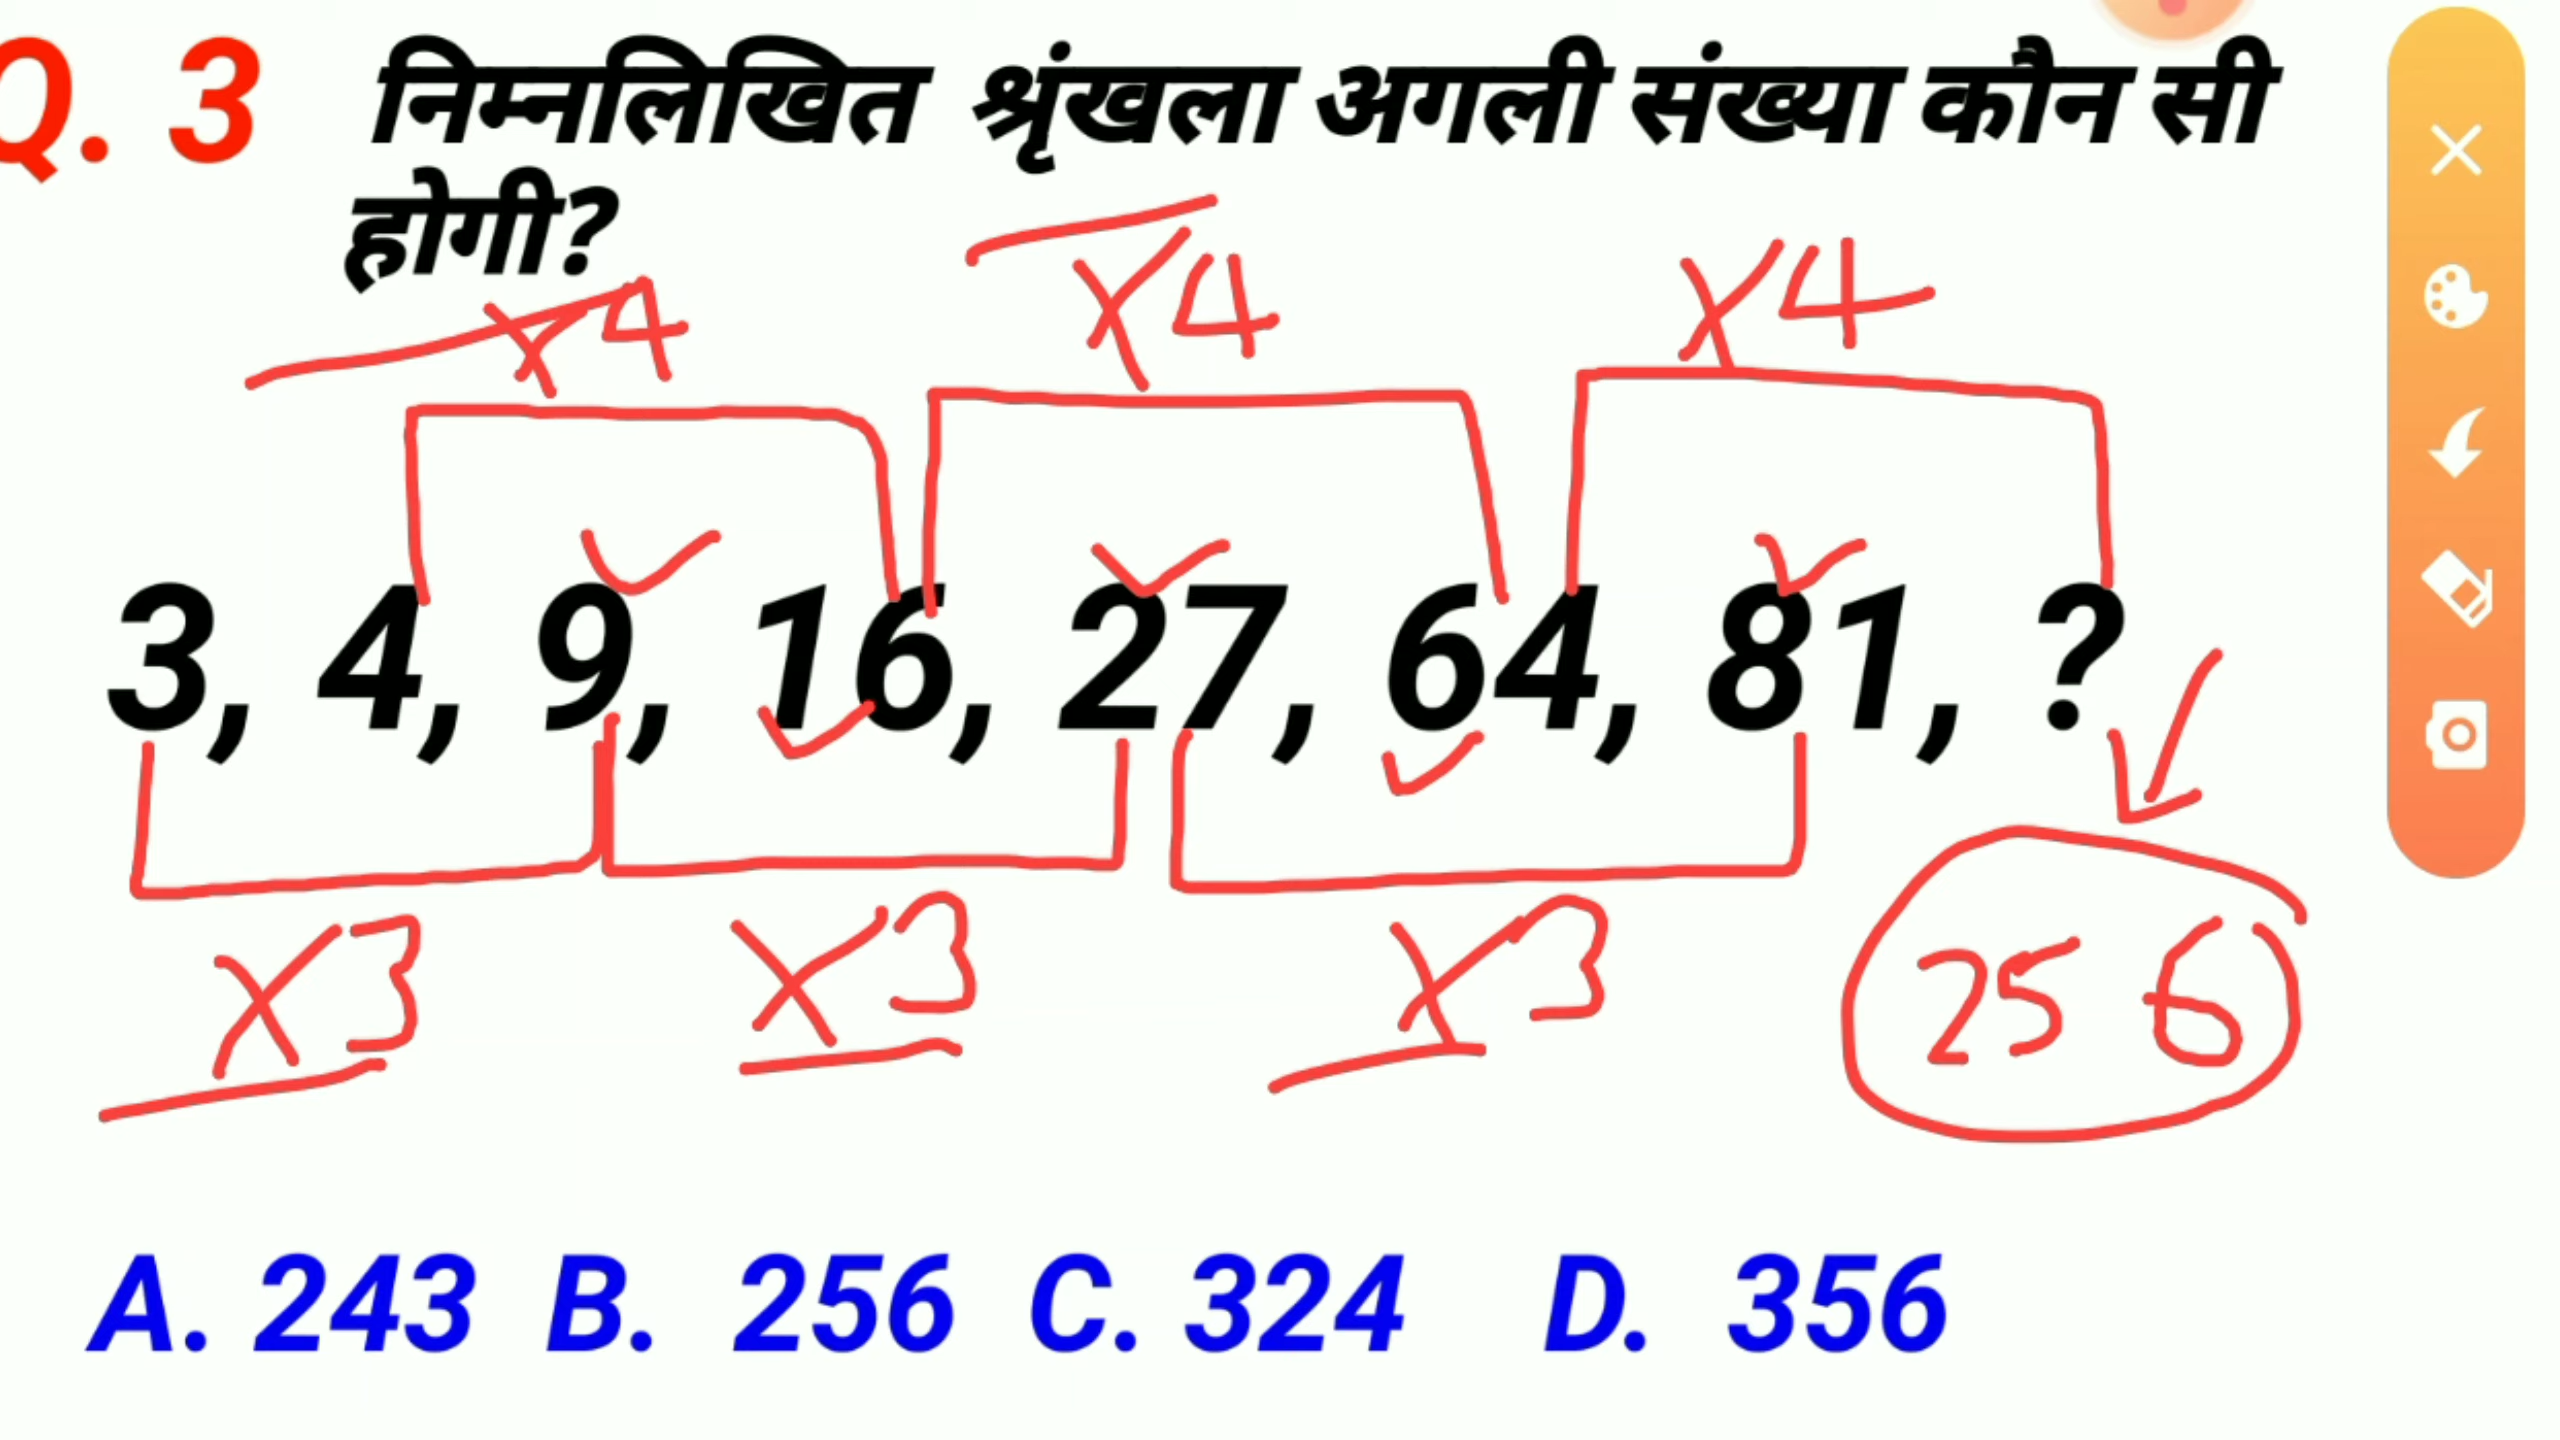 Q. 3 निम्नलिखित श्रृंखला अगली संख्या कौन सी
होगी?
x4 x4 x4
3, 4, 9, 16, 27, 64, 81, ?
x3 x3 x3 256
A. 243 B. 256 C. 324 D. 356